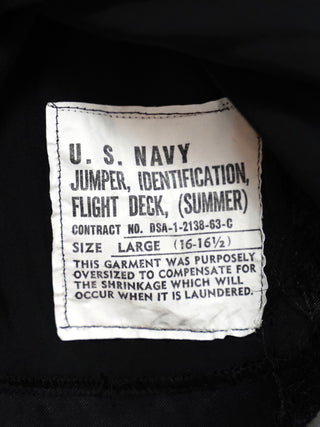 U. S. NAVY
JUMPER, IDENTIFICATION,
FLIGHT DECK, (SUMMER)
CONTRACT NO. DSA-1-2138-63-C
SIZE LARGE (16-16½)
THIS GARMENT WAS PURPOSELY
OVERSIZED TO COMPENSATE FOR
THE SHRINKAGE WHICH WILL
OCCUR WHEN IT IS LAUNDERED.